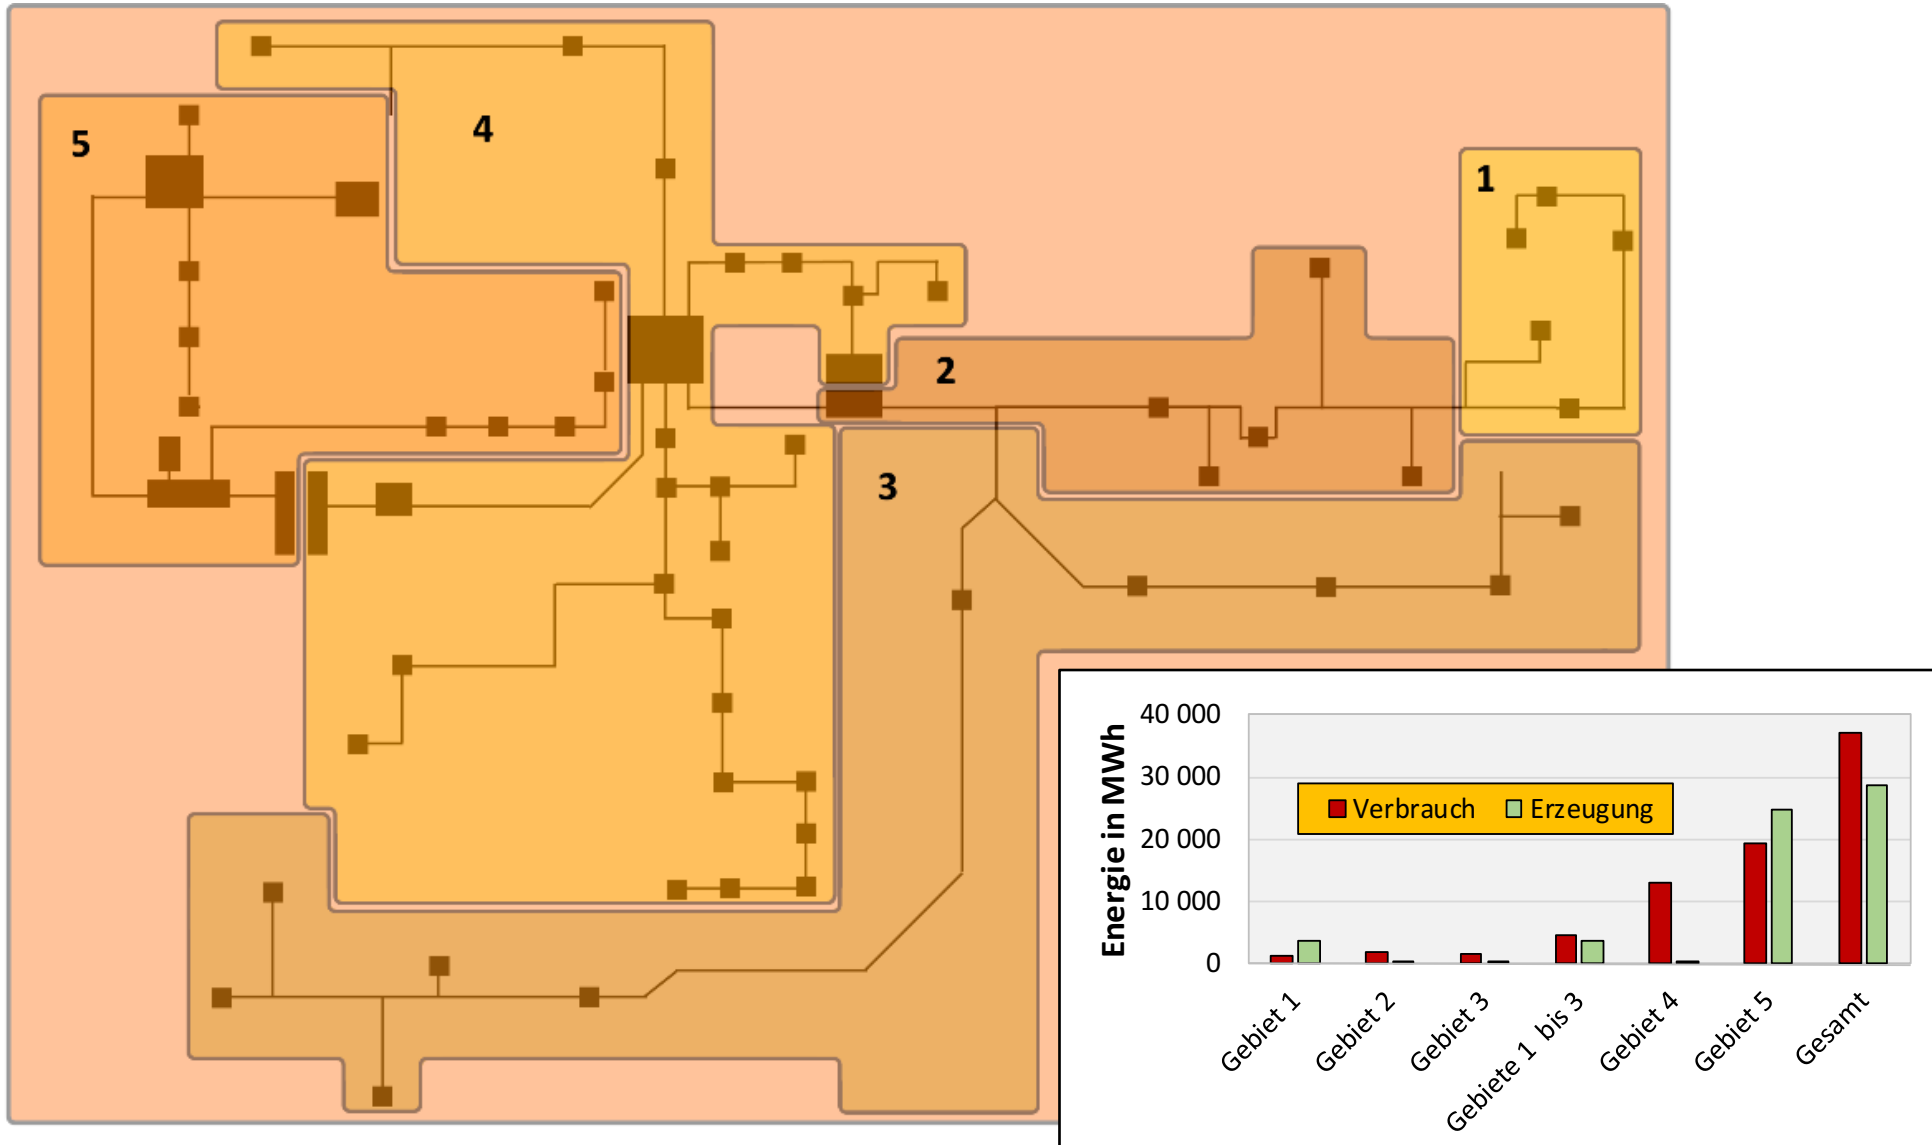 4
5
1
2
3
Energie in MWh
40 000
30 000
20 000
10 000
0
Verbrauch Erzeugung
Gebiet 1
Gebiet 2
Gebiet 3
Gebiete 1 bis 3
Gebiet 4
Gebiet 5
Gesamt